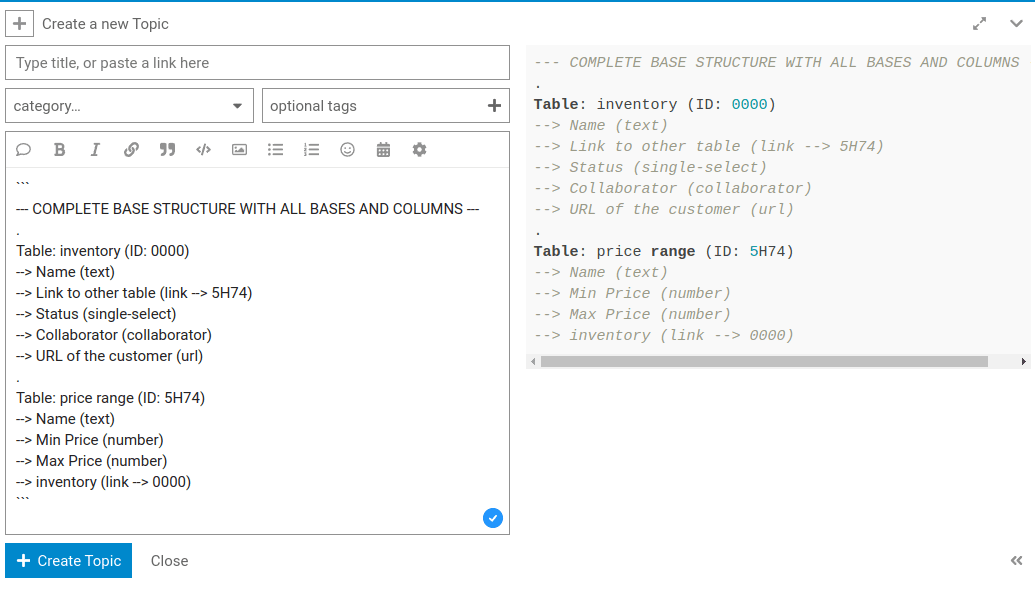 Create a new Topic
Type title, or paste a link here
category…
optional tags
```
--- COMPLETE BASE STRUCTURE WITH ALL BASES AND COLUMNS ---
.
Table: inventory (ID: 0000)
--> Name (text)
--> Link to other table (link --> 5H74)
--> Status (single-select)
--> Collaborator (collaborator)
--> URL of the customer (url)
.
Table: price range (ID: 5H74)
--> Name (text)
--> Min Price (number)
--> Max Price (number)
--> inventory (link --> 0000)
```
--- COMPLETE BASE STRUCTURE WITH ALL BASES AND COLUMNS
.
Table: inventory (ID: 0000)
--> Name (text)
--> Link to other table (link --> 5H74)
--> Status (single-select)
--> Collaborator (collaborator)
--> URL of the customer (url)
.
Table: price range (ID: 5H74)
--> Name (text)
--> Min Price (number)
--> Max Price (number)
--> inventory (link --> 0000)
Create Topic
Close